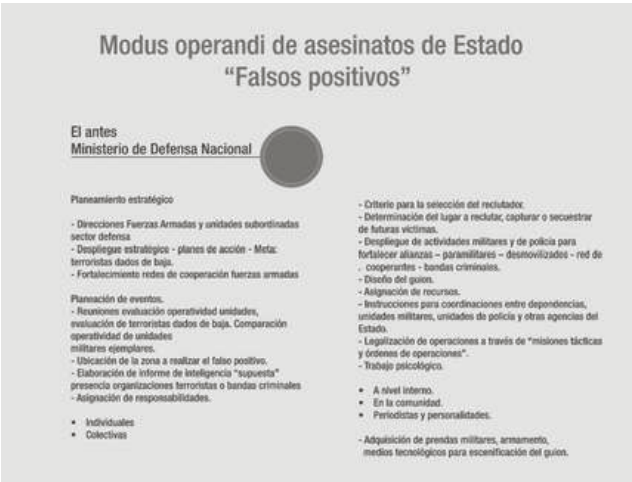 Modus operandi de asesinatos de Estado
“Falsos positivos”
El antes
Ministerio de Defensa Nacional
Planeamiento estratégico
- Direcciones Fuerzas Armadas y unidades subordinadas
sector defensa
- Despliegue estratégico - planes de acción - Meta:
terroristas dados de baja.
- Fortalecimiento redes de cooperación fuerzas armadas
Planeación de eventos.
- Reuniones evaluación operatividad unidades,
evaluación de terroristas dados de baja. Comparación
operatividad de unidades
militares ejemplares.
- Ubicación de la zona a realizar el falso positivo.
- Elaboración de informe de inteligencia “supuesta”
presencia organizaciones terroristas o bandas criminales
- Asignación de responsabilidades.
• Individuales
• Colectivas
- Criterio para la selección del reclutador.
- Determinación del lugar a reclutar, capturar o secuestrar
de futuras víctimas.
- Despliegue de actividades militares y de policía para
fortalecer alianzas – paramilitares – desmovilizados - red de
. cooperantes - bandas criminales.
- Diseño del guion.
- Asignación de recursos.
- Instrucciones para coordinaciones entre dependencias,
unidades militares, unidades de policía y otras agencias del
Estado.
- Legalización de operaciones a través de “misiones tácticas
y órdenes de operaciones”.
- Trabajo psicológico.
• A nivel interno.
• En la comunidad.
• Periodistas y personalidades.
- Adquisición de prendas militares, armamento,
medios tecnológicos para escenificación del guion.